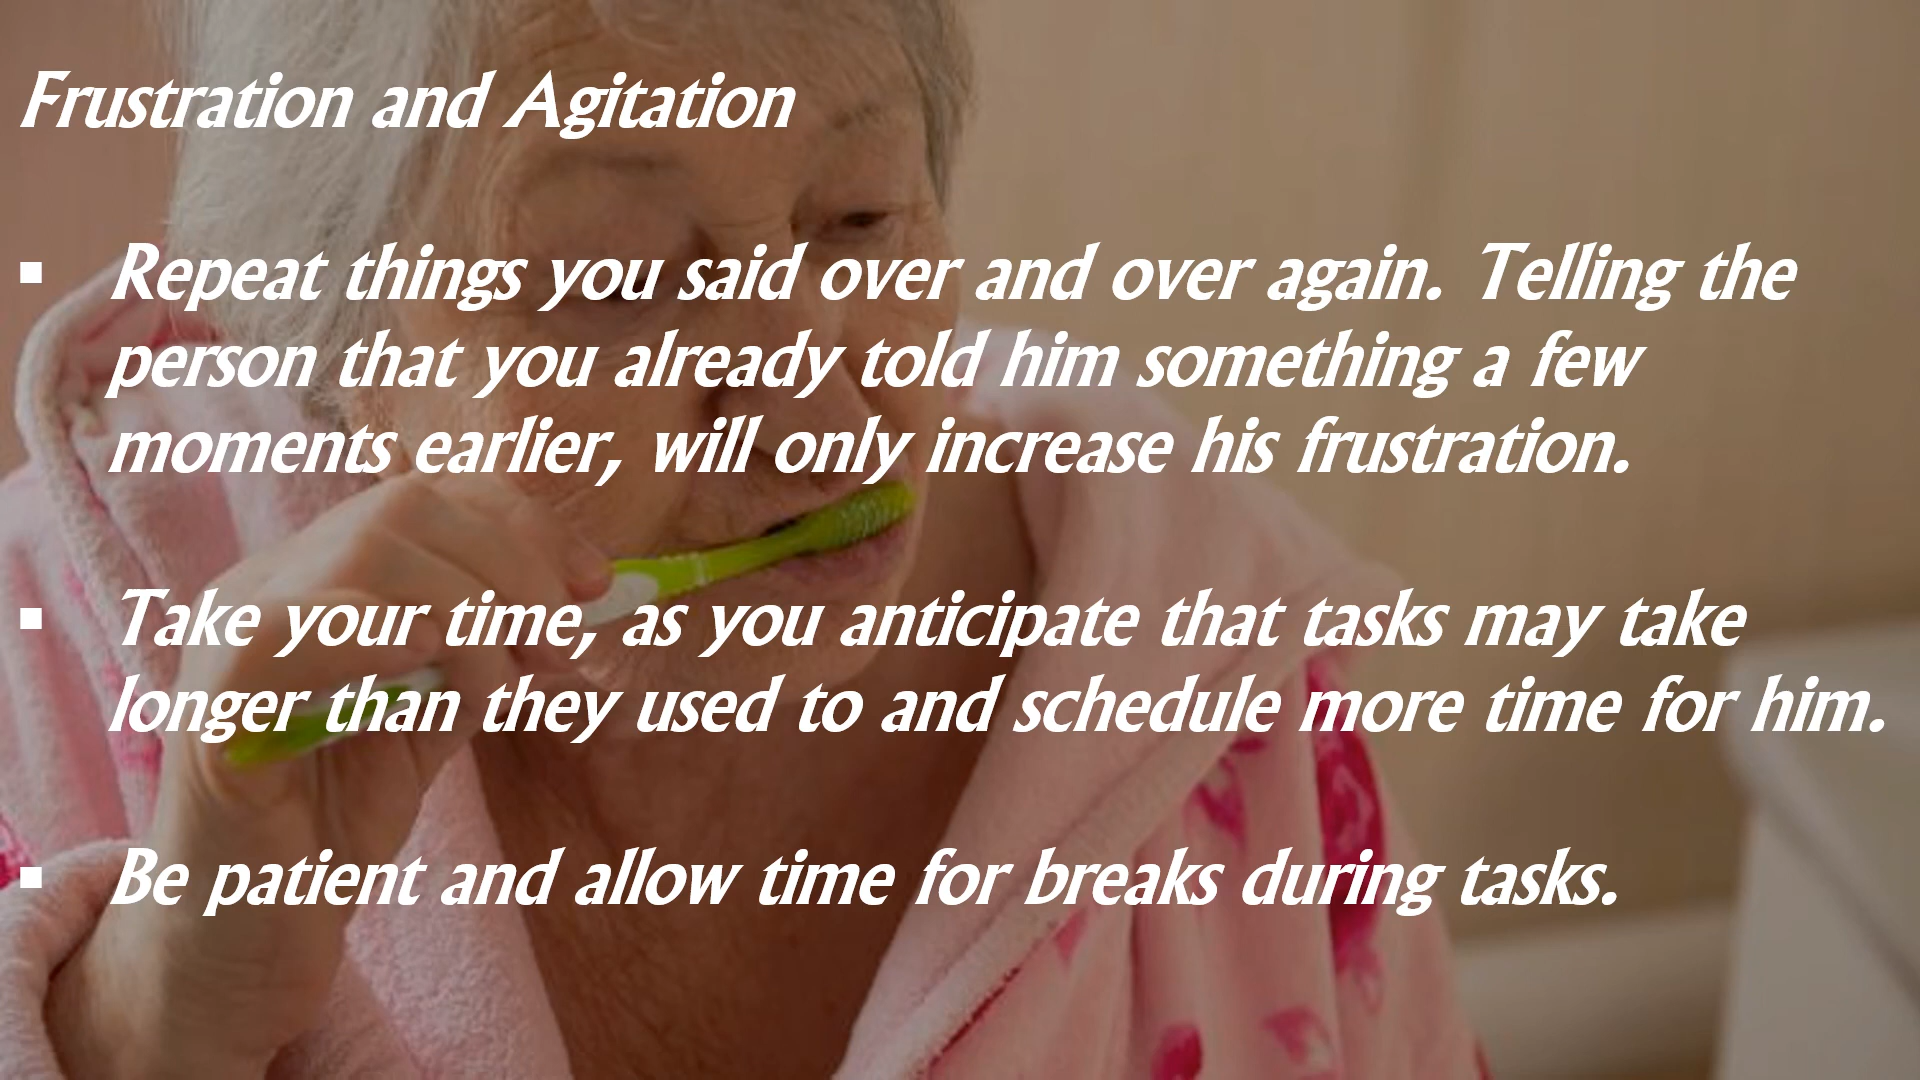 Frustration and Agitation
▪ Repeat things you said over and over again. Telling the
person that you already told him something a few
moments earlier, will only increase his frustration.
▪ Take your time, as you anticipate that tasks may take
longer than they used to and schedule more time for him.
▪ Be patient and allow time for breaks during tasks.